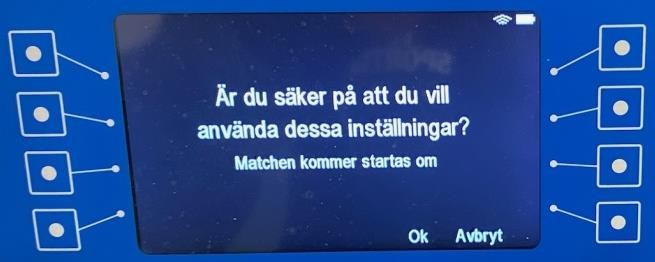 Är du säker på att du vill
använda dessa inställningar?
Matchen kommer startas om
Ok Avbryt